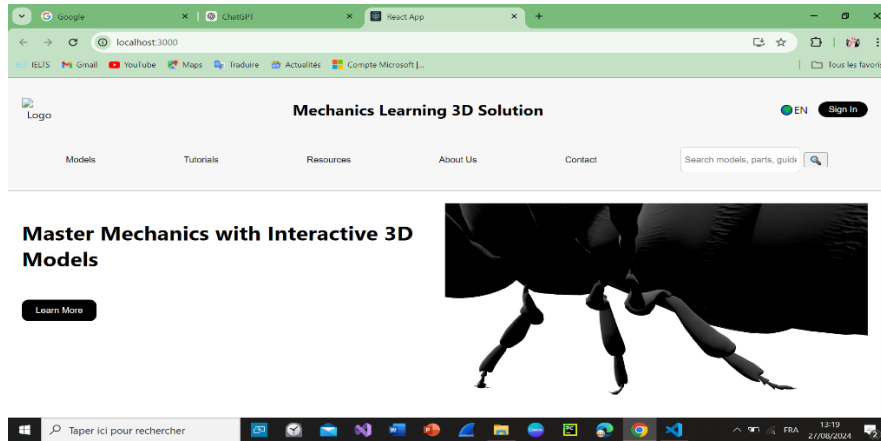 Google
ChatGPT
React App
localhost:3000
IELTS Gmail YouTube Maps Traduire Actualités Compte Microsoft |... Tous les favoris
Logo
Mechanics Learning 3D Solution
EN Sign In
Models Tutorials Resources About Us Contact Search models, parts, guide
Master Mechanics with Interactive 3D
Models
Learn More
Taper ici pour rechercher
FRA
13:19
27/08/2024